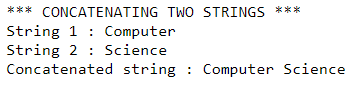 *** CONCATENATING TWO STRINGS ***
String 1 : Computer
String 2 : Science
Concatenated string : Computer Science